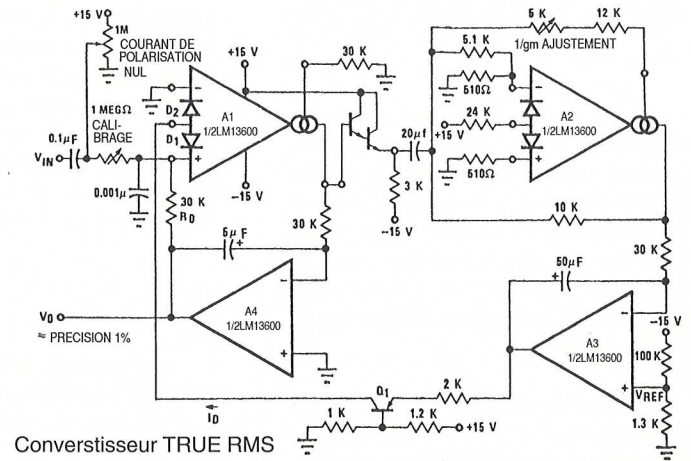 +15 V
1M
COURANT DE
POLARISATION
NUL
+15 V
30 K
5 K
12 K
1/gm AJUSTEMENT
5.1 K
510Ω
24 K
+15 V
510Ω
A2
1/2LM13600
D2
D1
A1
1/2LM13600
1 MEGΩ
CALI-
BRAGE
0.1μF
VIN
0.001μ
-15 V
20μf
3 K
-15 V
30 K
RD
30 K
10 K
30 K
5μ F
50μF
A4
1/2LM13600
VO
≈ PRECISION 1%
A3
1/2LM13600
-15 V
100 K
VREF
1.3 K
Q1
2 K
ID
1 K
1.2 K
+15 V
Converstisseur TRUE RMS